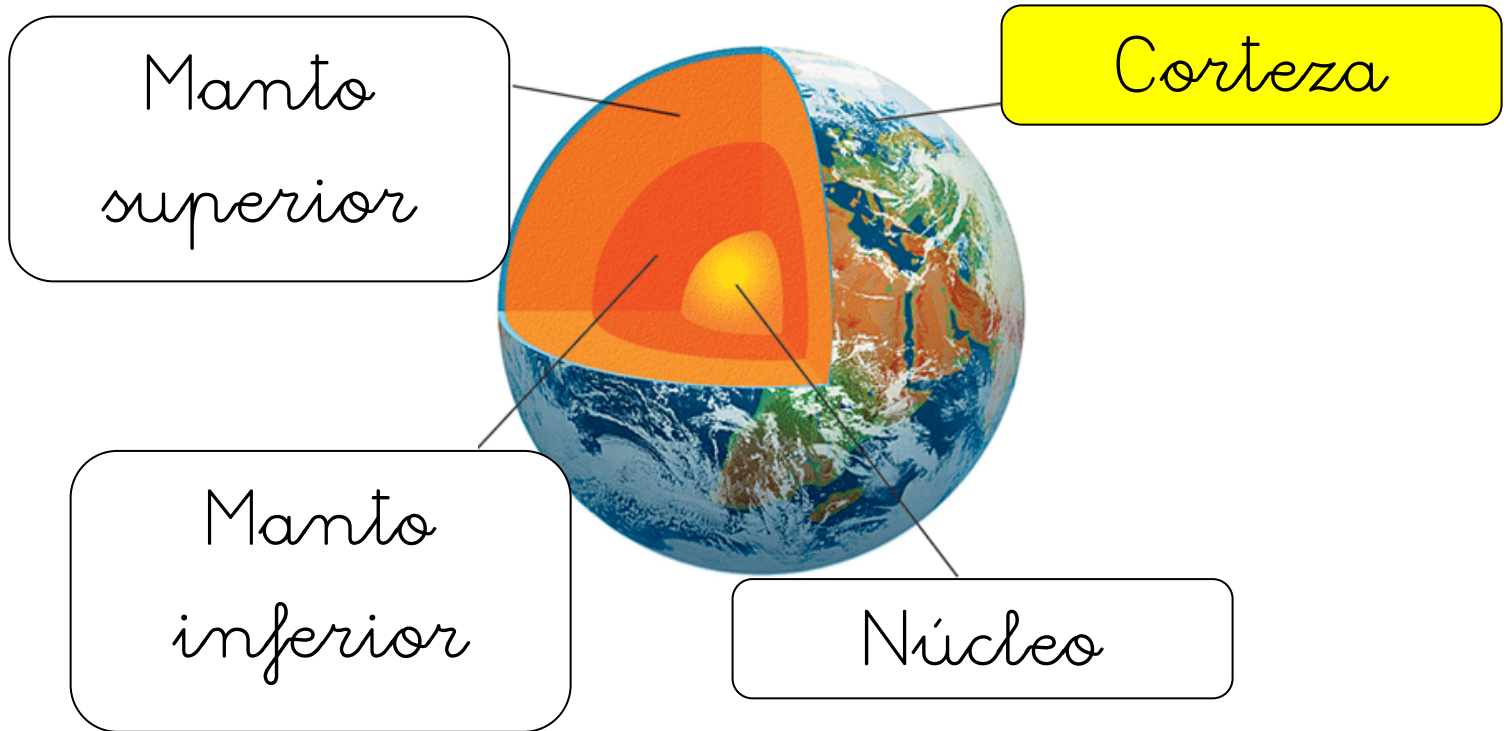 Manto
superior
Corteza
Manto
inferior
Núcleo